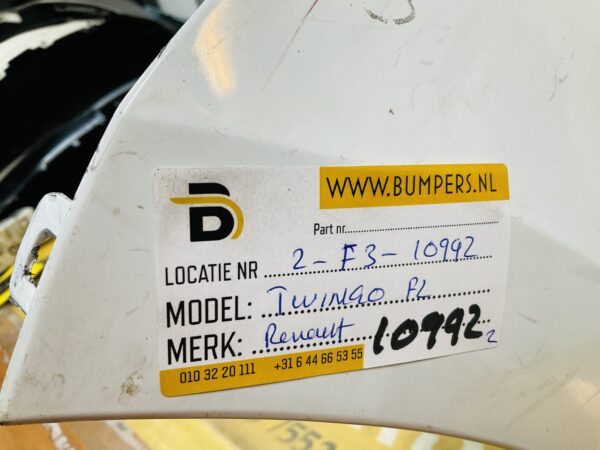 WWW.BUMPERS.NL
B
Part nr.
LOCATIE NR 2-F3-10992
MODEL: TWINGO FL
MERK: Renault 10992 2
010 32 20 111 +31 6 44 66 53 55